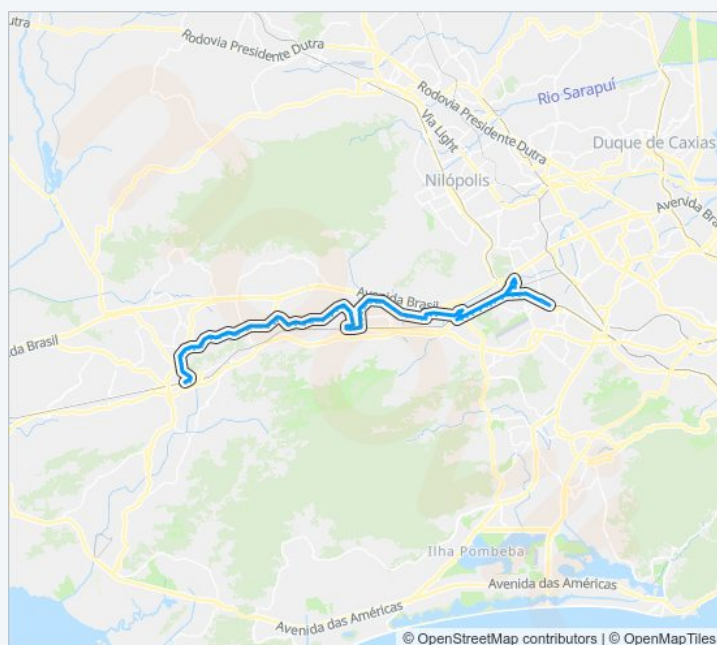 utra
Rodovia Presidente Dutra
Rodovia Presidente Dutra
Rio Sarapuí
Via Light
Duque de Caxias
Nilópolis
Avenida Bra
Avenida Brasil
da Brasil
Ilha Pombeba
Avenida das Américas
Avenida das Américas
© OpenStreetMap contributors | © OpenMapTiles